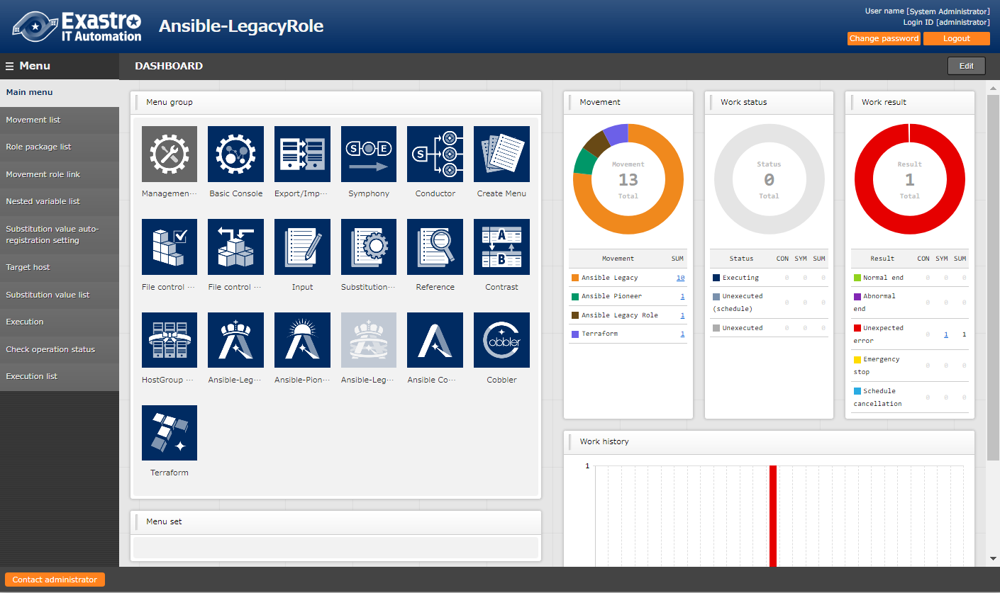 Exastro
IT Automation
Ansible-LegacyRole
User name [System Administrator]
Login ID [administrator]
Change password
Logout
Menu
DASHBOARD
Edit
Main menu
Movement list
Role package list
Movement role link
Nested variable list
Substitution value auto-
registration setting
Target host
Substitution value list
Execution
Check operation status
Execution list
Contact administrator
Menu group
S O E
S
Managemen···
Basic Console
Export/Imp···
Symphony
Conductor
Create Menu
A
B
File control ···
File control ···
Input
Substitution···
Reference
Contrast
Cobbler
HostGroup ···
Ansible-Leg···
Ansible-Pion···
Ansible-Leg···
Ansible Co···
Cobbler
Terraform
Menu set
Movement
Movement
13
Total
Movement SUM
Ansible Legacy 10
Ansible Pioneer 1
Ansible Legacy Role 1
Terraform 1
Work status
Status
0
Total
Status CON SYM SUM
Executing 0 0 0
Unexecuted
(schedule) 0 0 0
Unexecuted 0 0 0
Work result
Result
1
Total
Result CON SYM SUM
Normal end 0 0 0
Abnormal
end 0 0 0
Unexpected
error 0 1 1
Emergency
stop 0 0 0
Schedule
cancellation 0 0 0
Work history
1